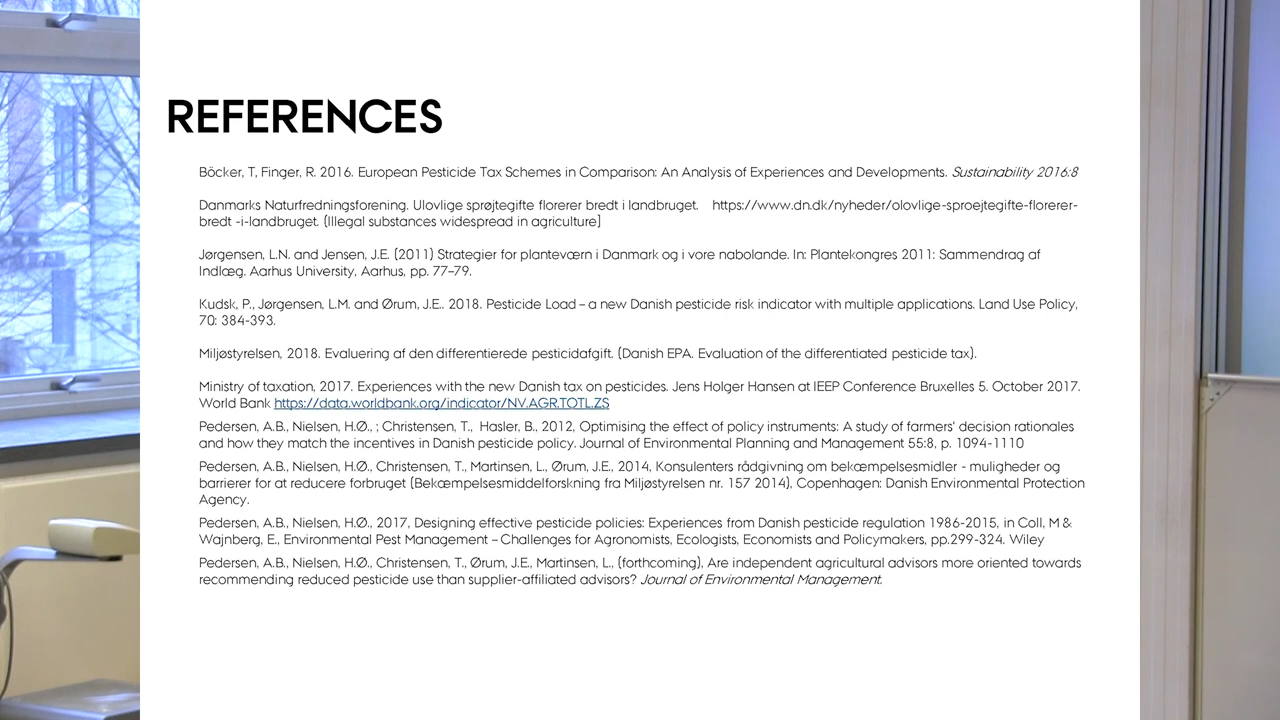 REFERENCES
Böcker, T, Finger, R. 2016. European Pesticide Tax Schemes in Comparison: An Analysis of Experiences and Developments. Sustainability 2016:8
Danmarks Naturfredningsforening. Ulovlige sprøjtegifte florerer bredt i landbruget. https://www.dn.dk/nyheder/olovlige-sproejtegifte-florerer-
bredt -i-landbruget. (Illegal substances widespread in agriculture]
Jørgensen, L.N. and Jensen, J.E. (2011) Strategier for planteværn i Danmark og i vore nabolande. In: Plantekongres 2011: Sammendrag af
Indlæg. Aarhus University, Aarhus, pp. 77–79.
Kudsk, P., Jørgensen, L.M. and Ørum, J.E.. 2018. Pesticide Load – a new Danish pesticide risk indicator with multiple applications. Land Use Policy,
70: 384-393.
Miljøstyrelsen, 2018. Evaluering af den differentierede pesticidafgift. (Danish EPA. Evaluation of the differentiated pesticide tax).
Ministry of taxation, 2017. Experiences with the new Danish tax on pesticides. Jens Holger Hansen at IEEP Conference Bruxelles 5. October 2017.
World Bank https://data.worldbank.org/indicator/NV.AGR.TOTL.ZS
Pedersen, A.B., Nielsen, H.Ø., ; Christensen, T., Hasler, B., 2012, Optimising the effect of policy instruments: A study of farmers' decision rationales
and how they match the incentives in Danish pesticide policy. Journal of Environmental Planning and Management 55:8, p. 1094-1110
Pedersen, A.B., Nielsen, H.Ø., Christensen, T., Martinsen, L., Ørum, J.E., 2014, Konsulenters rådgivning om bekæmpelsesmidler - muligheder og
barrierer for at reducere forbruget (Bekæmpelsesmiddelforskning fra Miljøstyrelsen nr. 157 2014), Copenhagen: Danish Environmental Protection
Agency.
Pedersen, A.B., Nielsen, H.Ø., 2017, Designing effective pesticide policies: Experiences from Danish pesticide regulation 1986-2015, in Coll, M &
Wajnberg, E., Environmental Pest Management – Challenges for Agronomists, Ecologists, Economists and Policymakers, pp.299-324. Wiley
Pedersen, A.B., Nielsen, H.Ø., Christensen, T., Ørum, J.E., Martinsen, L., (forthcoming), Are independent agricultural advisors more oriented towards
recommending reduced pesticide use than supplier-affiliated advisors? Journal of Environmental Management.